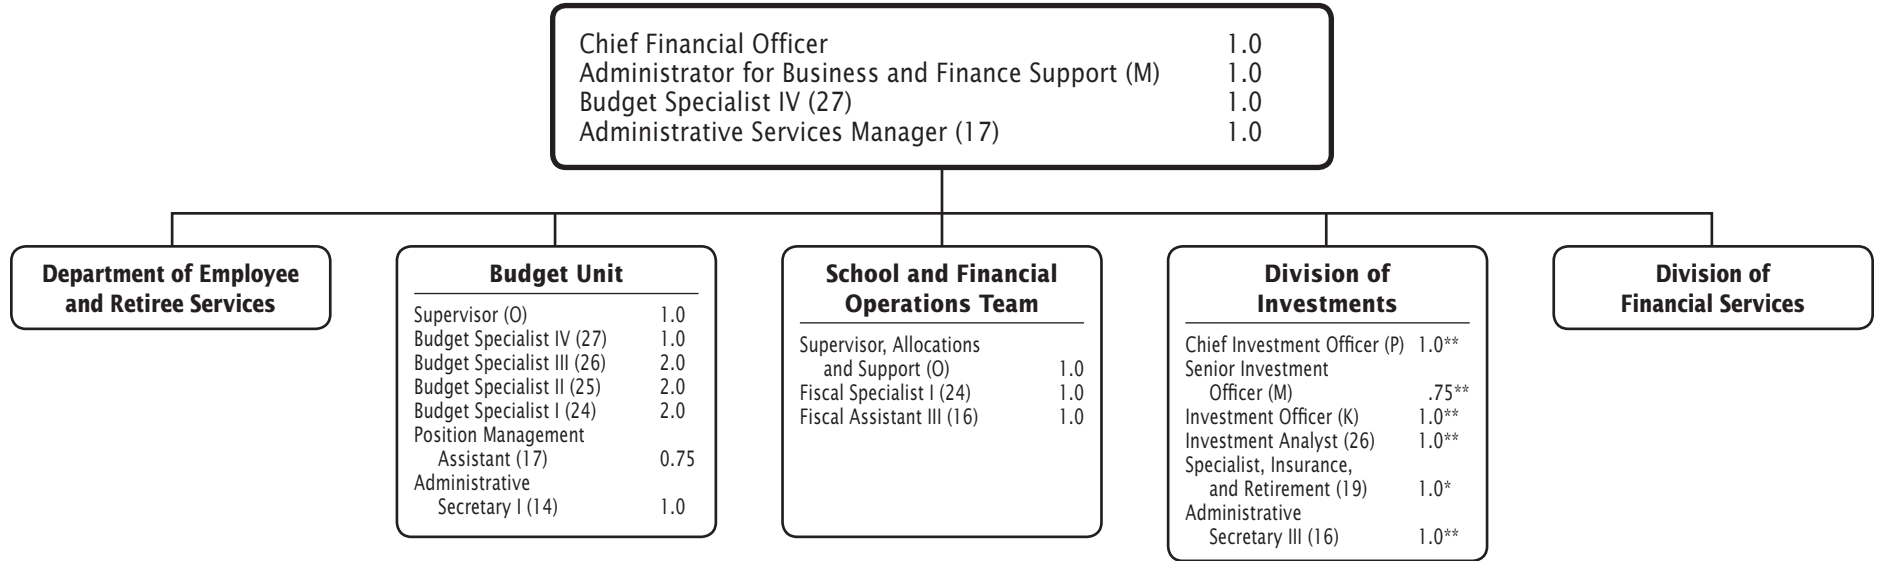 Chief Financial Officer 1.0
Administrator for Business and Finance Support (M) 1.0
Budget Specialist IV (27) 1.0
Administrative Services Manager (17) 1.0
Department of Employee
and Retiree Services
Budget Unit
Supervisor (O) 1.0
Budget Specialist IV (27) 1.0
Budget Specialist III (26) 2.0
Budget Specialist II (25) 2.0
Budget Specialist I (24) 2.0
Position Management
Assistant (17) 0.75
Administrative
Secretary I (14) 1.0
School and Financial
Operations Team
Supervisor, Allocations
and Support (O) 1.0
Fiscal Specialist I (24) 1.0
Fiscal Assistant III (16) 1.0
Division of
Investments
Chief Investment Officer (P) 1.0**
Senior Investment
Officer (M) .75**
Investment Officer (K) 1.0**
Investment Analyst (26) 1.0**
Specialist, Insurance,
and Retirement (19) 1.0*
Administrative
Secretary III (16) 1.0**
Division of
Financial Services